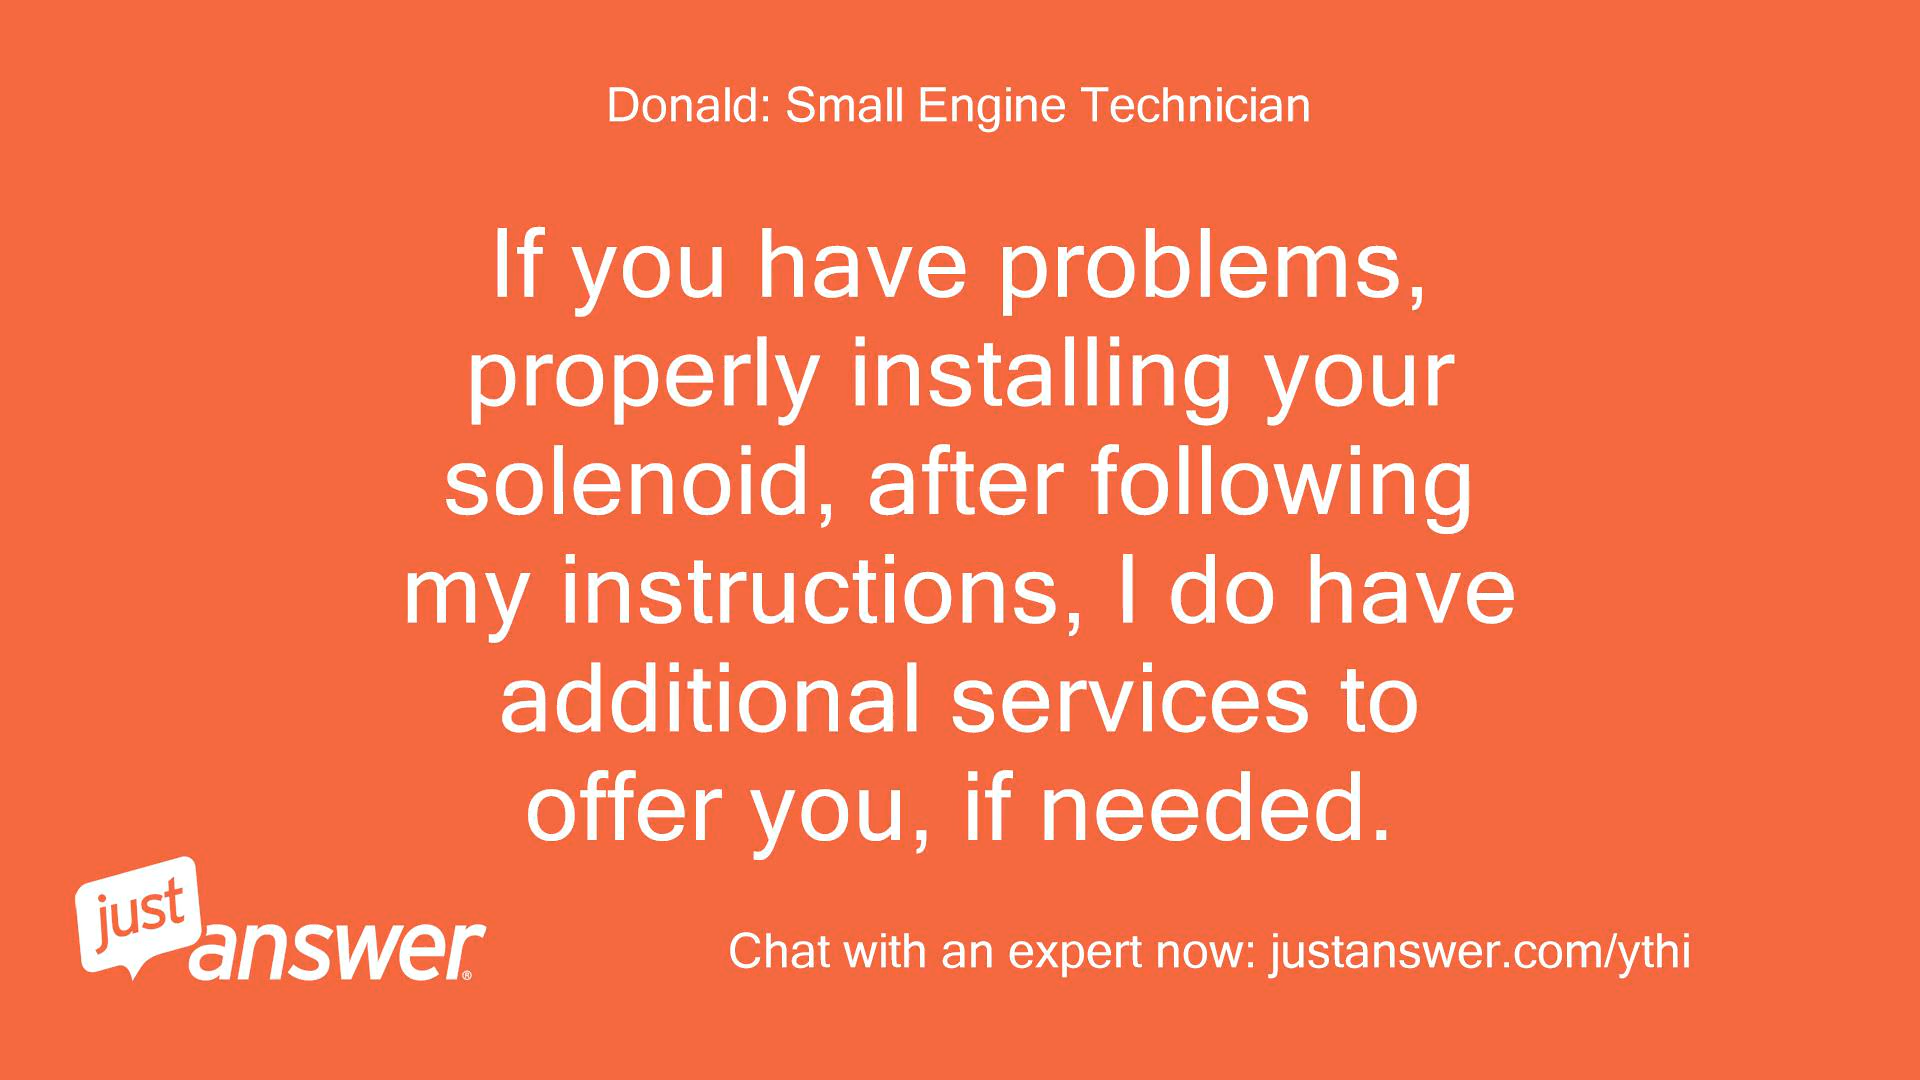 Donald: Small Engine Technician
If you have problems,
properly installing your
solenoid, after following
my instructions, I do have
additional services to
offer you, if needed.
just
answer®
Chat with an expert now: justanswer.com/ythi